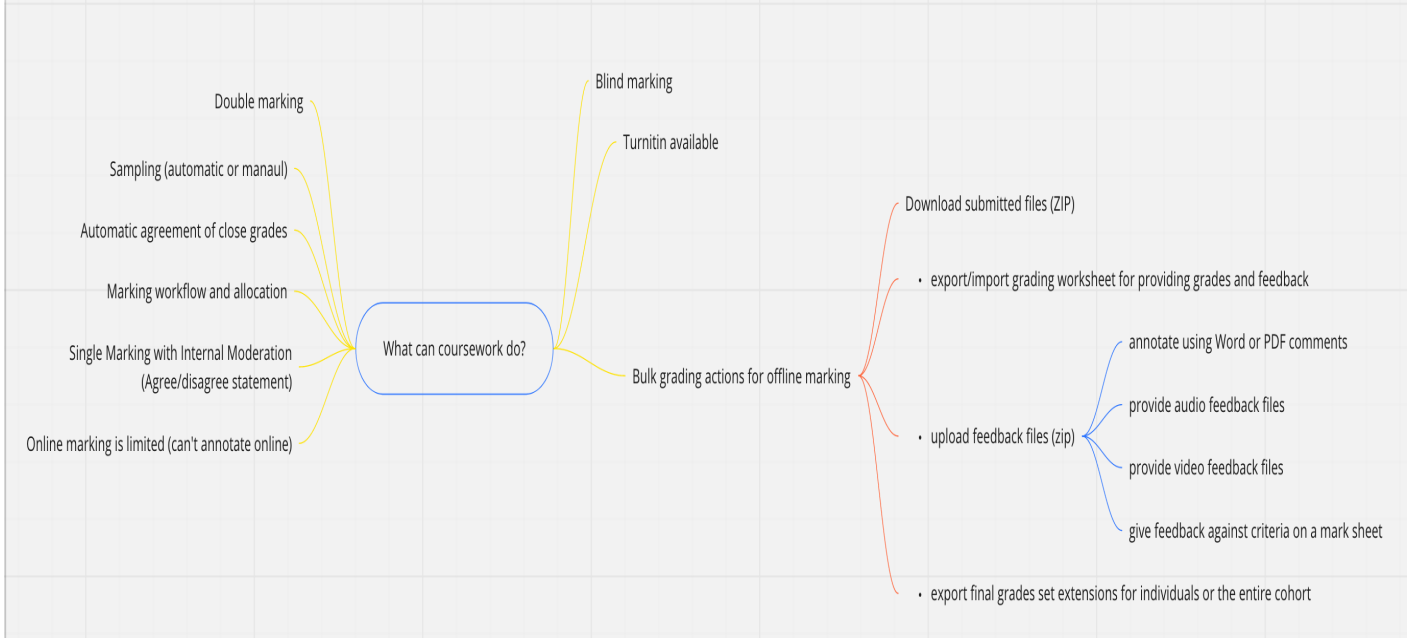 What can coursework do?
Double marking
Sampling (automatic or manaul)
Automatic agreement of close grades
Marking workflow and allocation
Single Marking with Internal Moderation
(Agree/disagree statement)
Online marking is limited (can't annotate online)
Blind marking
Turnitin available
Bulk grading actions for offline marking
Download submitted files (ZIP)
• export/import grading worksheet for providing grades and feedback
• upload feedback files (zip)
annotate using Word or PDF comments
provide audio feedback files
provide video feedback files
give feedback against criteria on a mark sheet
• export final grades set extensions for individuals or the entire cohort